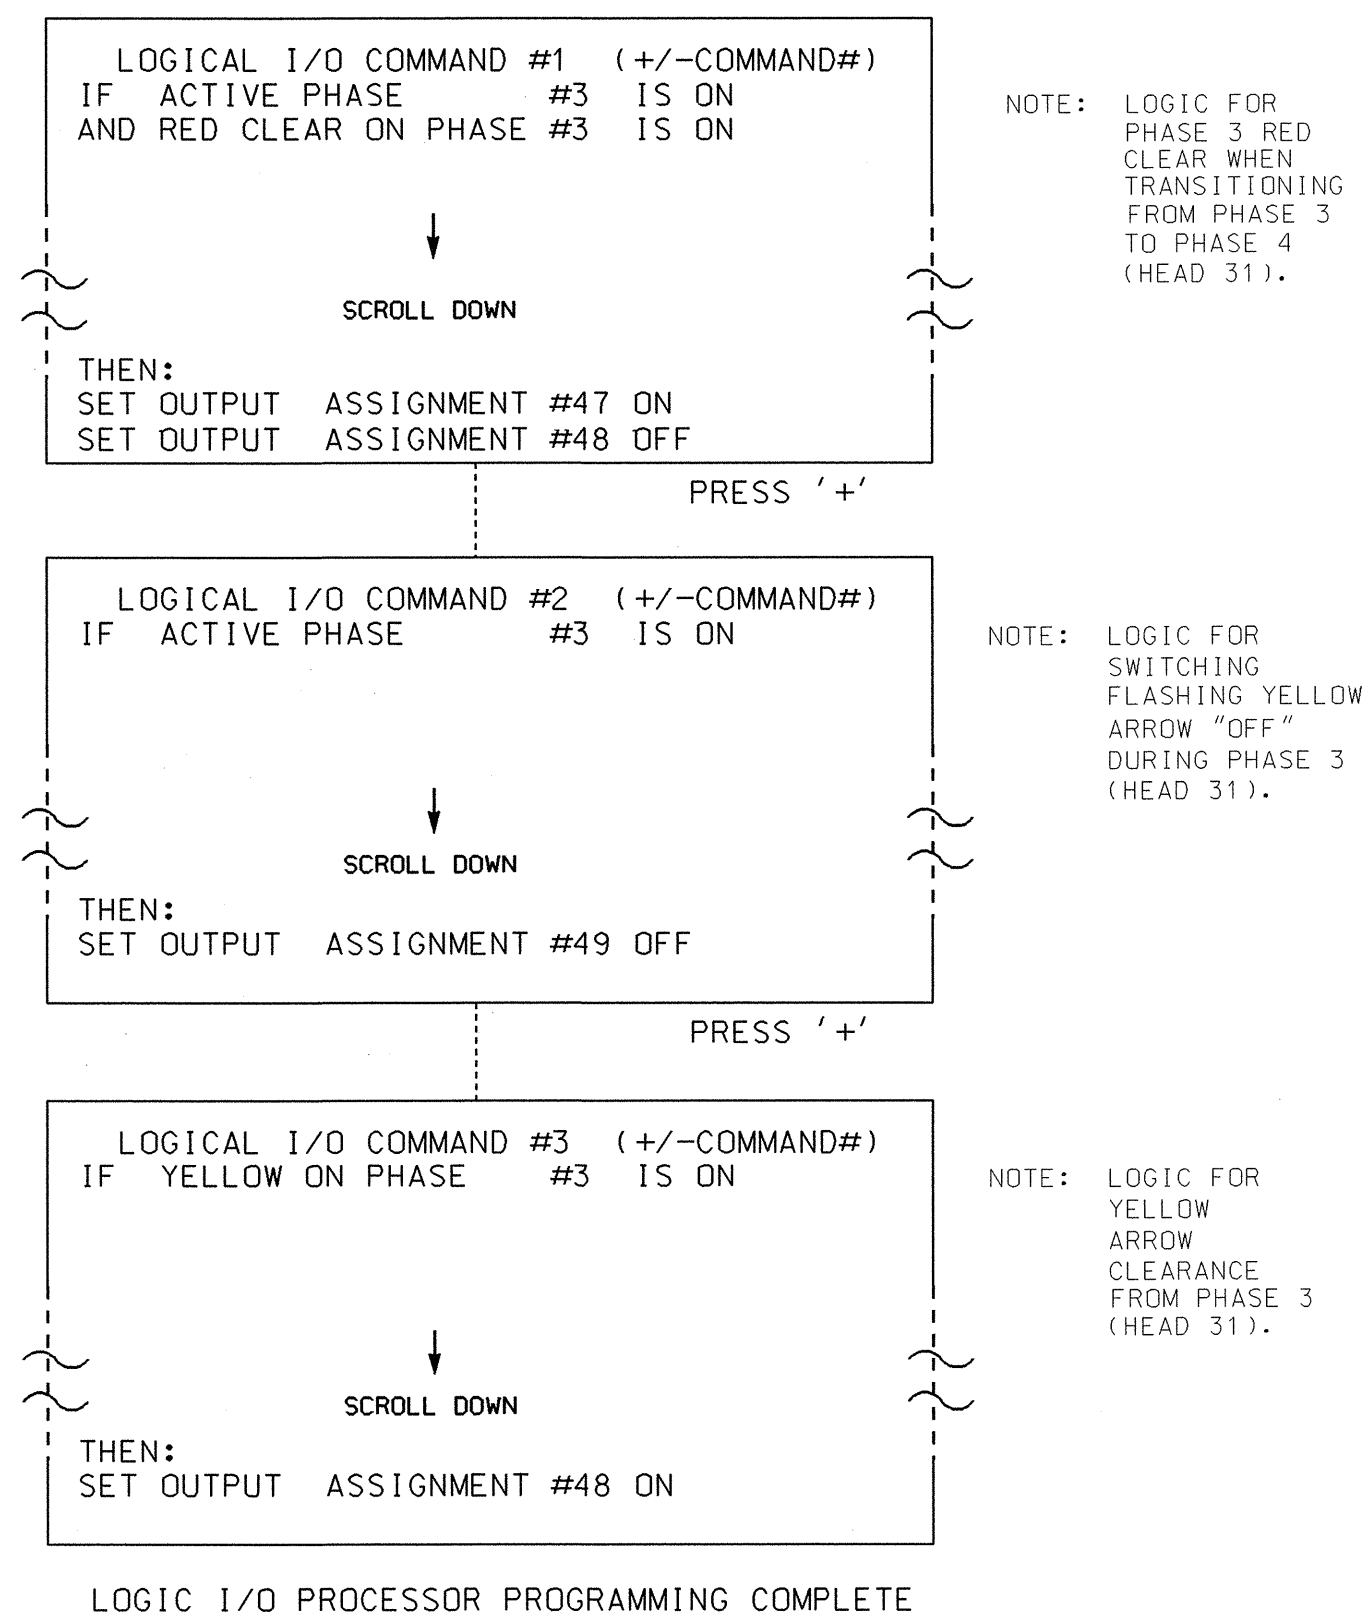 LOGICAL I/O COMMAND #1 (+/-COMMAND#)
IF ACTIVE PHASE #3 IS ON
AND RED CLEAR ON PHASE #3 IS ON
SCROLL DOWN
THEN:
SET OUTPUT ASSIGNMENT #47 ON
SET OUTPUT ASSIGNMENT #48 OFF
NOTE: LOGIC FOR
PHASE 3 RED
CLEAR WHEN
TRANSITIONING
FROM PHASE 3
TO PHASE 4
(HEAD 31).
PRESS '+'
LOGICAL I/O COMMAND #2 (+/-COMMAND#)
IF ACTIVE PHASE #3 IS ON
SCROLL DOWN
THEN:
SET OUTPUT ASSIGNMENT #49 OFF
NOTE: LOGIC FOR
SWITCHING
FLASHING YELLOW
ARROW "OFF"
DURING PHASE 3
(HEAD 31).
PRESS '+'
LOGICAL I/O COMMAND #3 (+/-COMMAND#)
IF YELLOW ON PHASE #3 IS ON
SCROLL DOWN
THEN:
SET OUTPUT ASSIGNMENT #48 ON
NOTE: LOGIC FOR
YELLOW
ARROW
CLEARANCE
FROM PHASE 3
(HEAD 31).
LOGIC I/O PROCESSOR PROGRAMMING COMPLETE